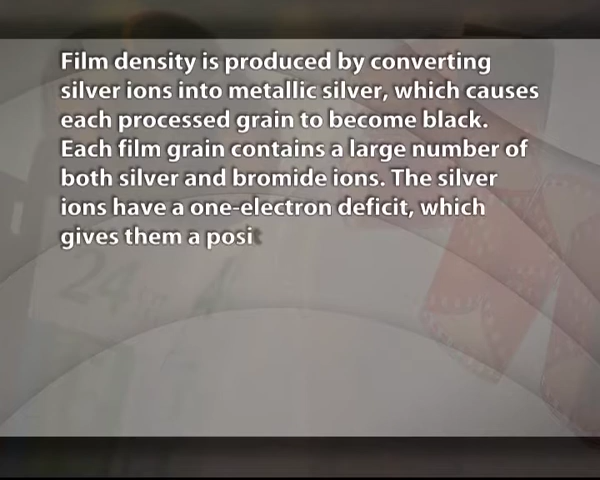 Film density is produced by converting
silver ions into metallic silver, which causes
each processed grain to become black.
Each film grain contains a large number of
both silver and bromide ions. The silver
ions have a one-electron deficit, which
gives them a posit
24